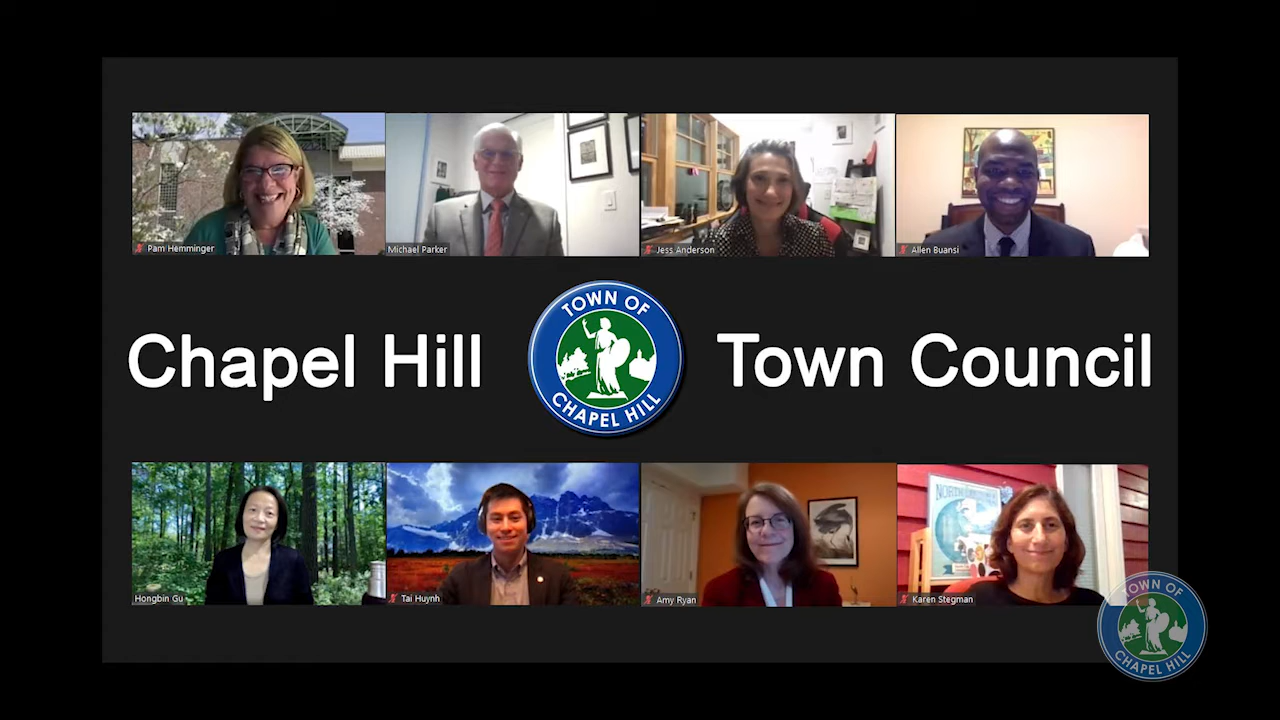 Pam Hemminger
Michael Parker
Jess Anderson
Allen Buansi
Chapel Hill
TOWN OF
CHAPEL HILL
Town Council
Hongbin Gu
Tai Huynh
Amy Ryan
Karen Stegman
TOWN OF
CHAPEL HILL